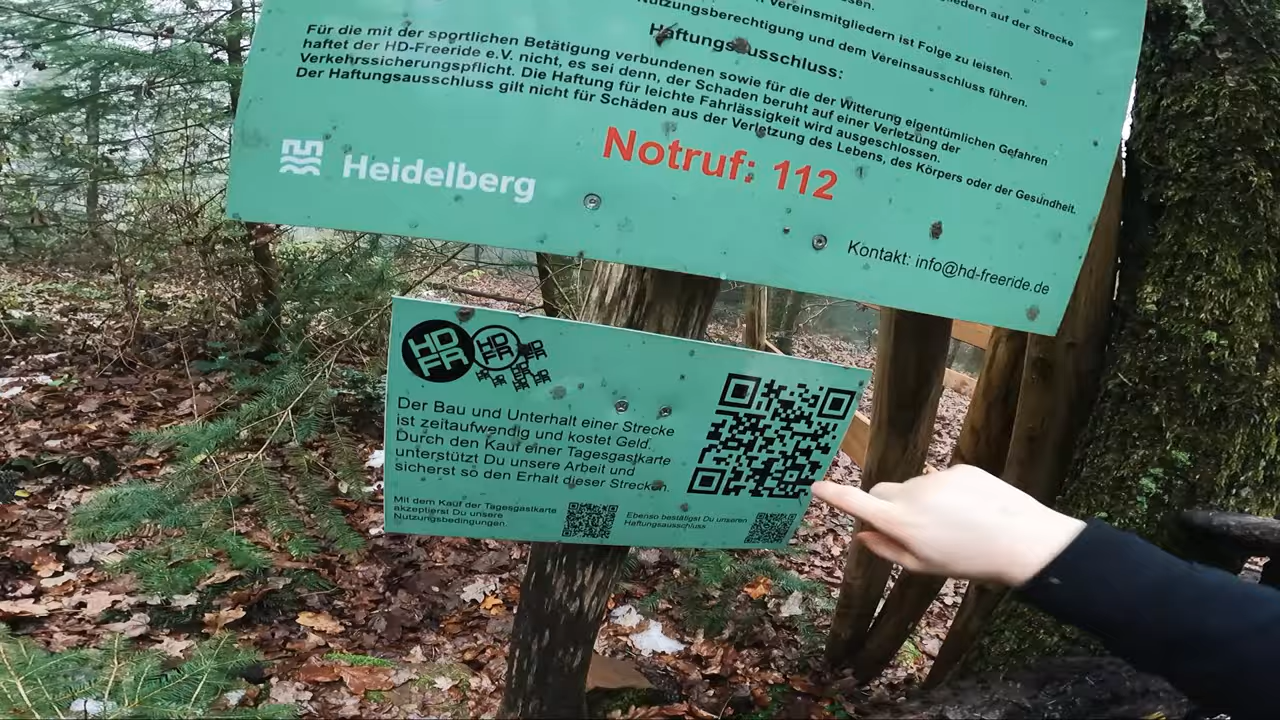 Vereinsmitgliedern ist Folge zu leisten.
Nutzungsberechtigung und dem Vereinsausschluss führen.
Haftungsausschluss:
Für die mit der sportlichen Betätigung verbundenen sowie für die der Witterung eigentümlichen Gefahren
haftet der HD-Freeride e.V. nicht, es sei denn, der Schaden beruht auf einer Verletzung der
Verkehrssicherungspflicht. Die Haftung für leichte Fahrlässigkeit wird ausgeschlossen.
Der Haftungsausschluss gilt nicht für Schäden aus der Verletzung des Lebens, des Körpers oder der Gesundheit.
Heidelberg
Notruf: 112
Kontakt: info@hd-freeride.de
HD
FR
HD
FR
Der Bau und Unterhalt einer Strecke
ist zeitaufwendig und kostet Geld.
Durch den Kauf einer Tagesgastkarte
unterstützt Du unsere Arbeit und
sicherst so den Erhalt dieser Strecken.
Mit dem Kauf der Tagesgastkarte
akzeptierst Du unsere
Nutzungsbedingungen.
Ebenso bestätigst Du unseren
Haftungsausschluss